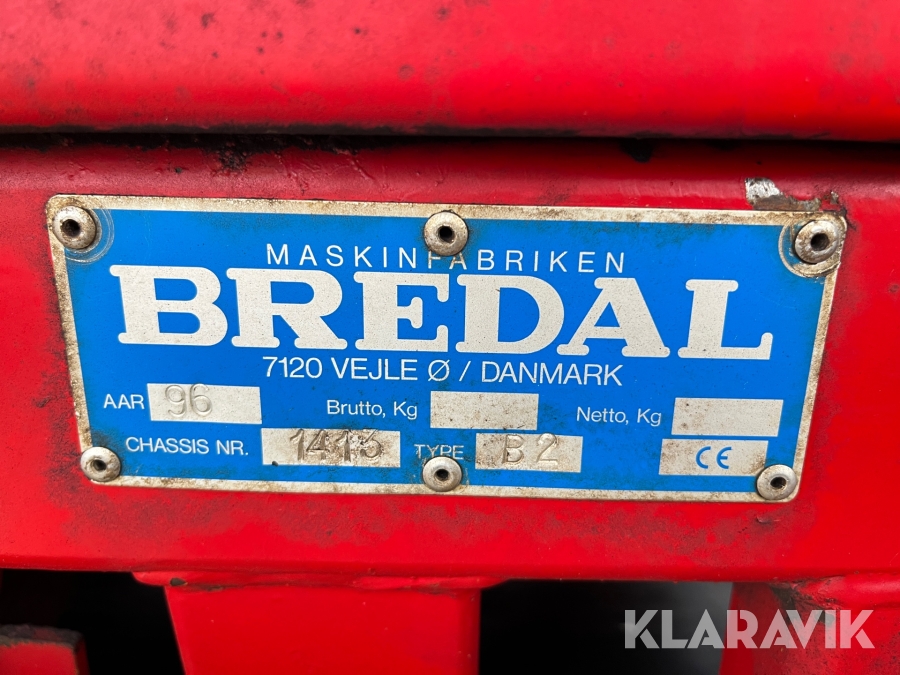 MASKINFABRIKEN
BREDAL
7120 VEJLE Ø / DANMARK
AAR 96 Brutto, Kg Netto, Kg
CHASSIS NR. 1413 TYPE B2 CE
KLARAVIK